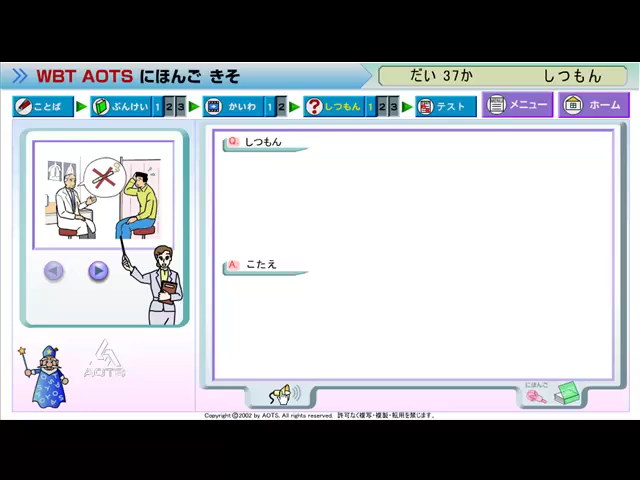 WBT AOTS にほんご きそ
だい 37か しつもん
ことば ぶんけい 1 2 3 かいわ 1 2 しつもん 1 2 3 テスト メニュー ホーム
Q. しつもん
A. こたえ
AOTS
にほんご
Copyright©2002 by AOTS. All rights reserved. 許可なく複写・複製・転用を禁じます。